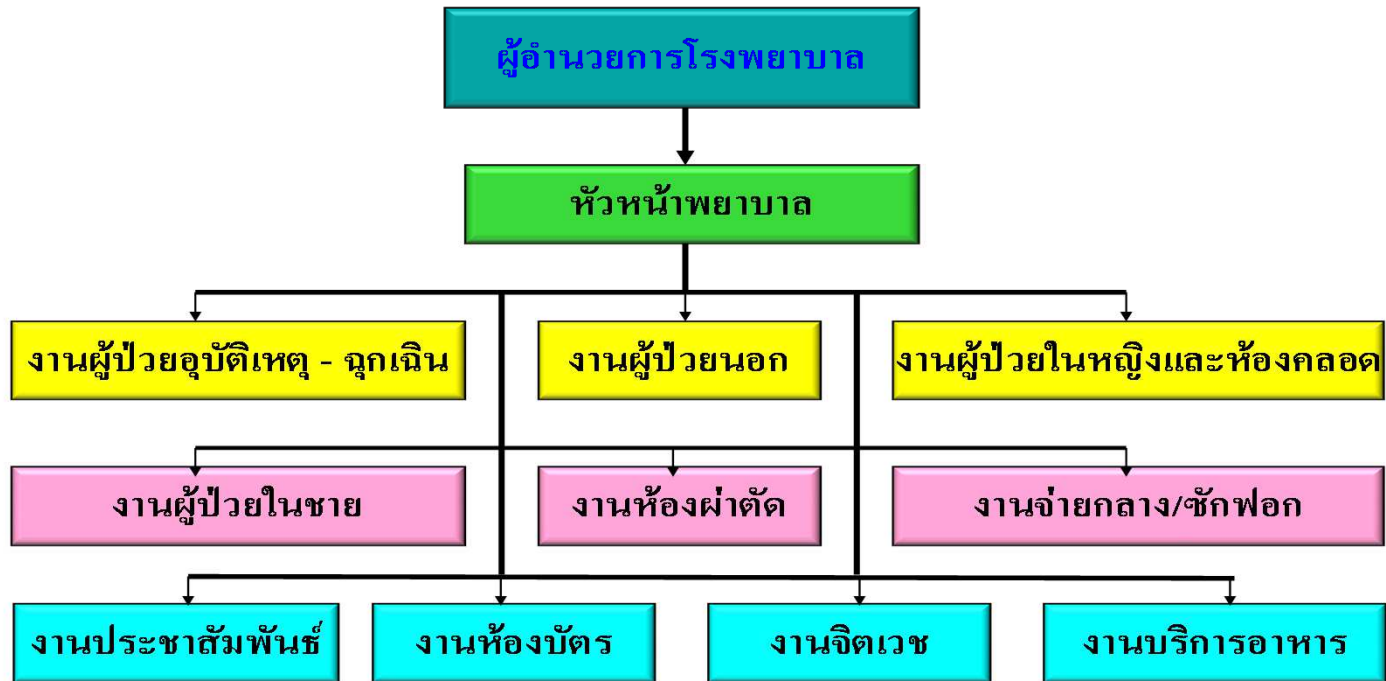 ผู้อำนวยการโรงพยาบาล
หัวหน้าพยาบาล
งานผู้ป่วยอุบัติเหตุ - ฉุกเฉิน
งานผู้ป่วยนอก
งานผู้ป่วยในหญิงและห้องคลอด
งานผู้ป่วยในชาย
งานห้องผ่าตัด
งานจ่ายกลาง/ซักฟอก
งานประชาสัมพันธ์
งานห้องบัตร
งานจิตเวช
งานบริการอาหาร